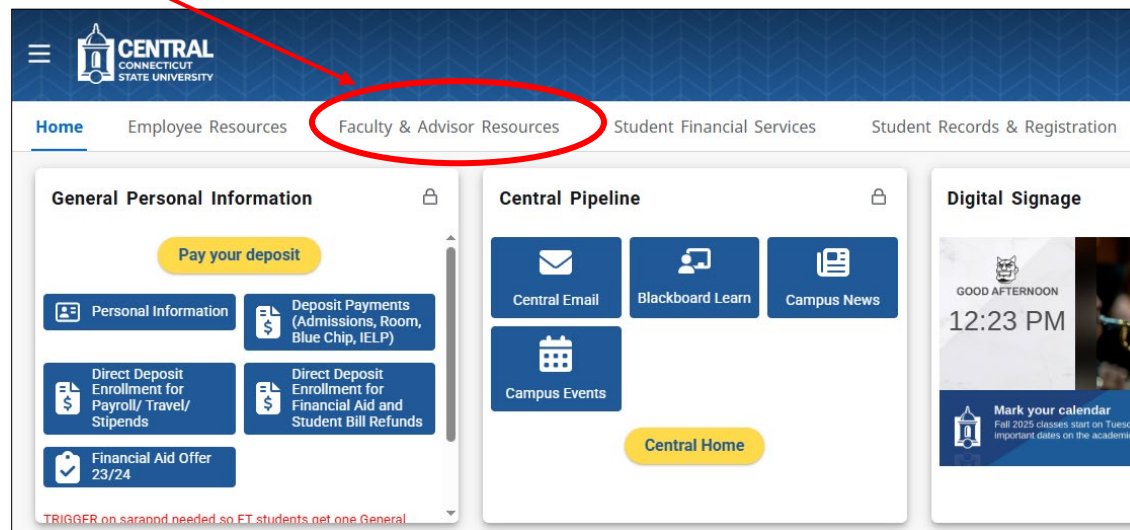 CENTRAL
CONNECTICUT
STATE UNIVERSITY
Home Employee Resources Faculty & Advisor Resources Student Financial Services Student Records & Registration
General Personal Information
Pay your deposit
Personal Information
Deposit Payments
(Admissions, Room,
Blue Chip, IELP)
Direct Deposit
Enrollment for
Payroll/ Travel/
Stipends
Direct Deposit
Enrollment for
Financial Aid and
Student Bill Refunds
Financial Aid Offer
23/24
TRIGGER on sarappd needed so FT students get one General
Central Pipeline
Central Email
Blackboard Learn
Campus News
Campus Events
Central Home
Digital Signage
GOOD AFTERNOON
12:23 PM
Mark your calendar
Fall 2025 classes start on Tuesd
important dates on the academic